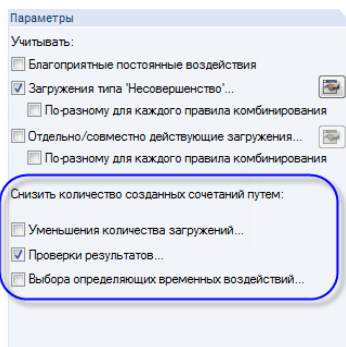 Параметры
Учитывать:
Благоприятные постоянные воздействия
Загружения типа 'Несовершенство'...
По-разному для каждого правила комбинирования
Отдельно/совместно действующие загружения...
По-разному для каждого правила комбинирования
Снизить количество созданных сочетаний путем:
Уменьшения количества загружений...
Проверки результатов...
Выбора определяющих временных воздействий...